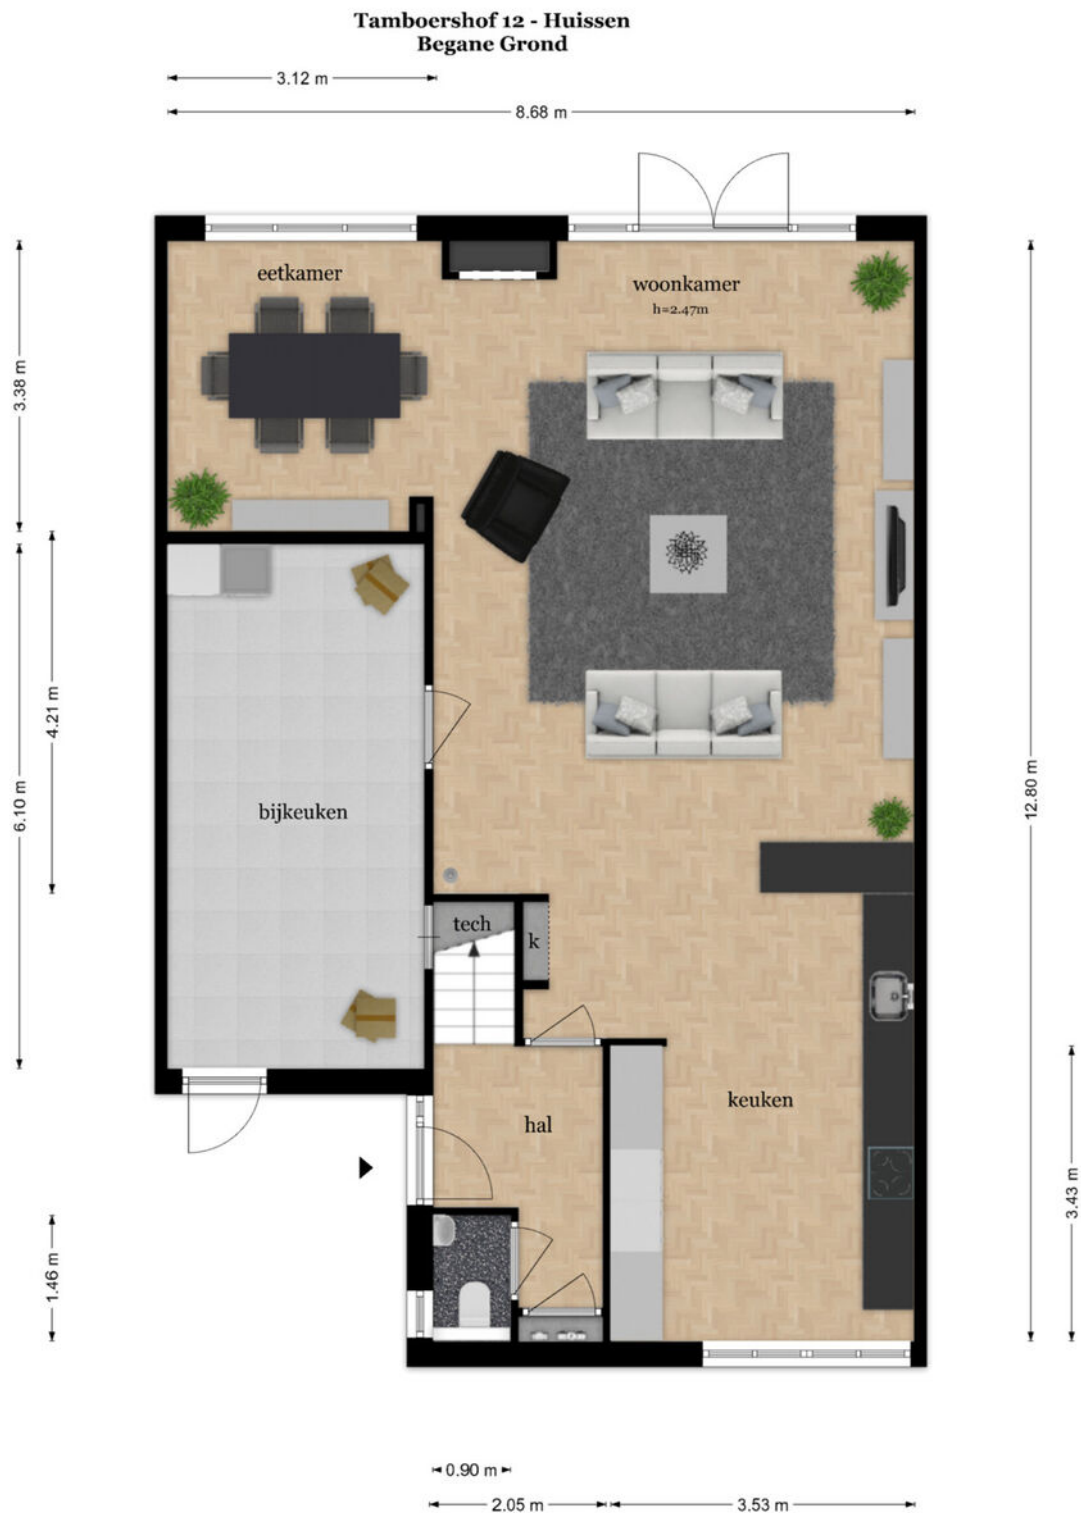 Tamboershof 12 - Huissen
Begane Grond
3.12 m
8.68 m
eetkamer
woonkamer
h=2.47m
3.38 m
4.21 m
6.10 m
12.80 m
bijkeuken
tech
k
keuken
hal
3.43 m
1.46 m
0.90 m
2.05 m
3.53 m